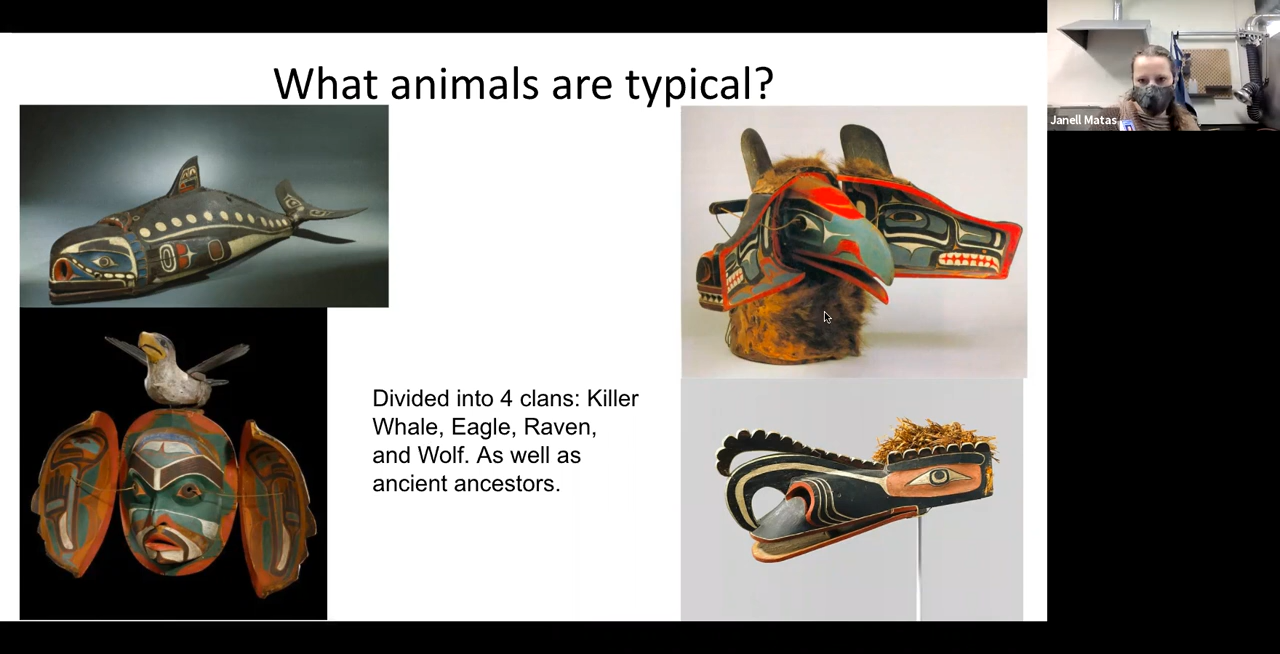 What animals are typical?
Janell Matas
Divided into 4 clans: Killer
Whale, Eagle, Raven,
and Wolf. As well as
ancient ancestors.